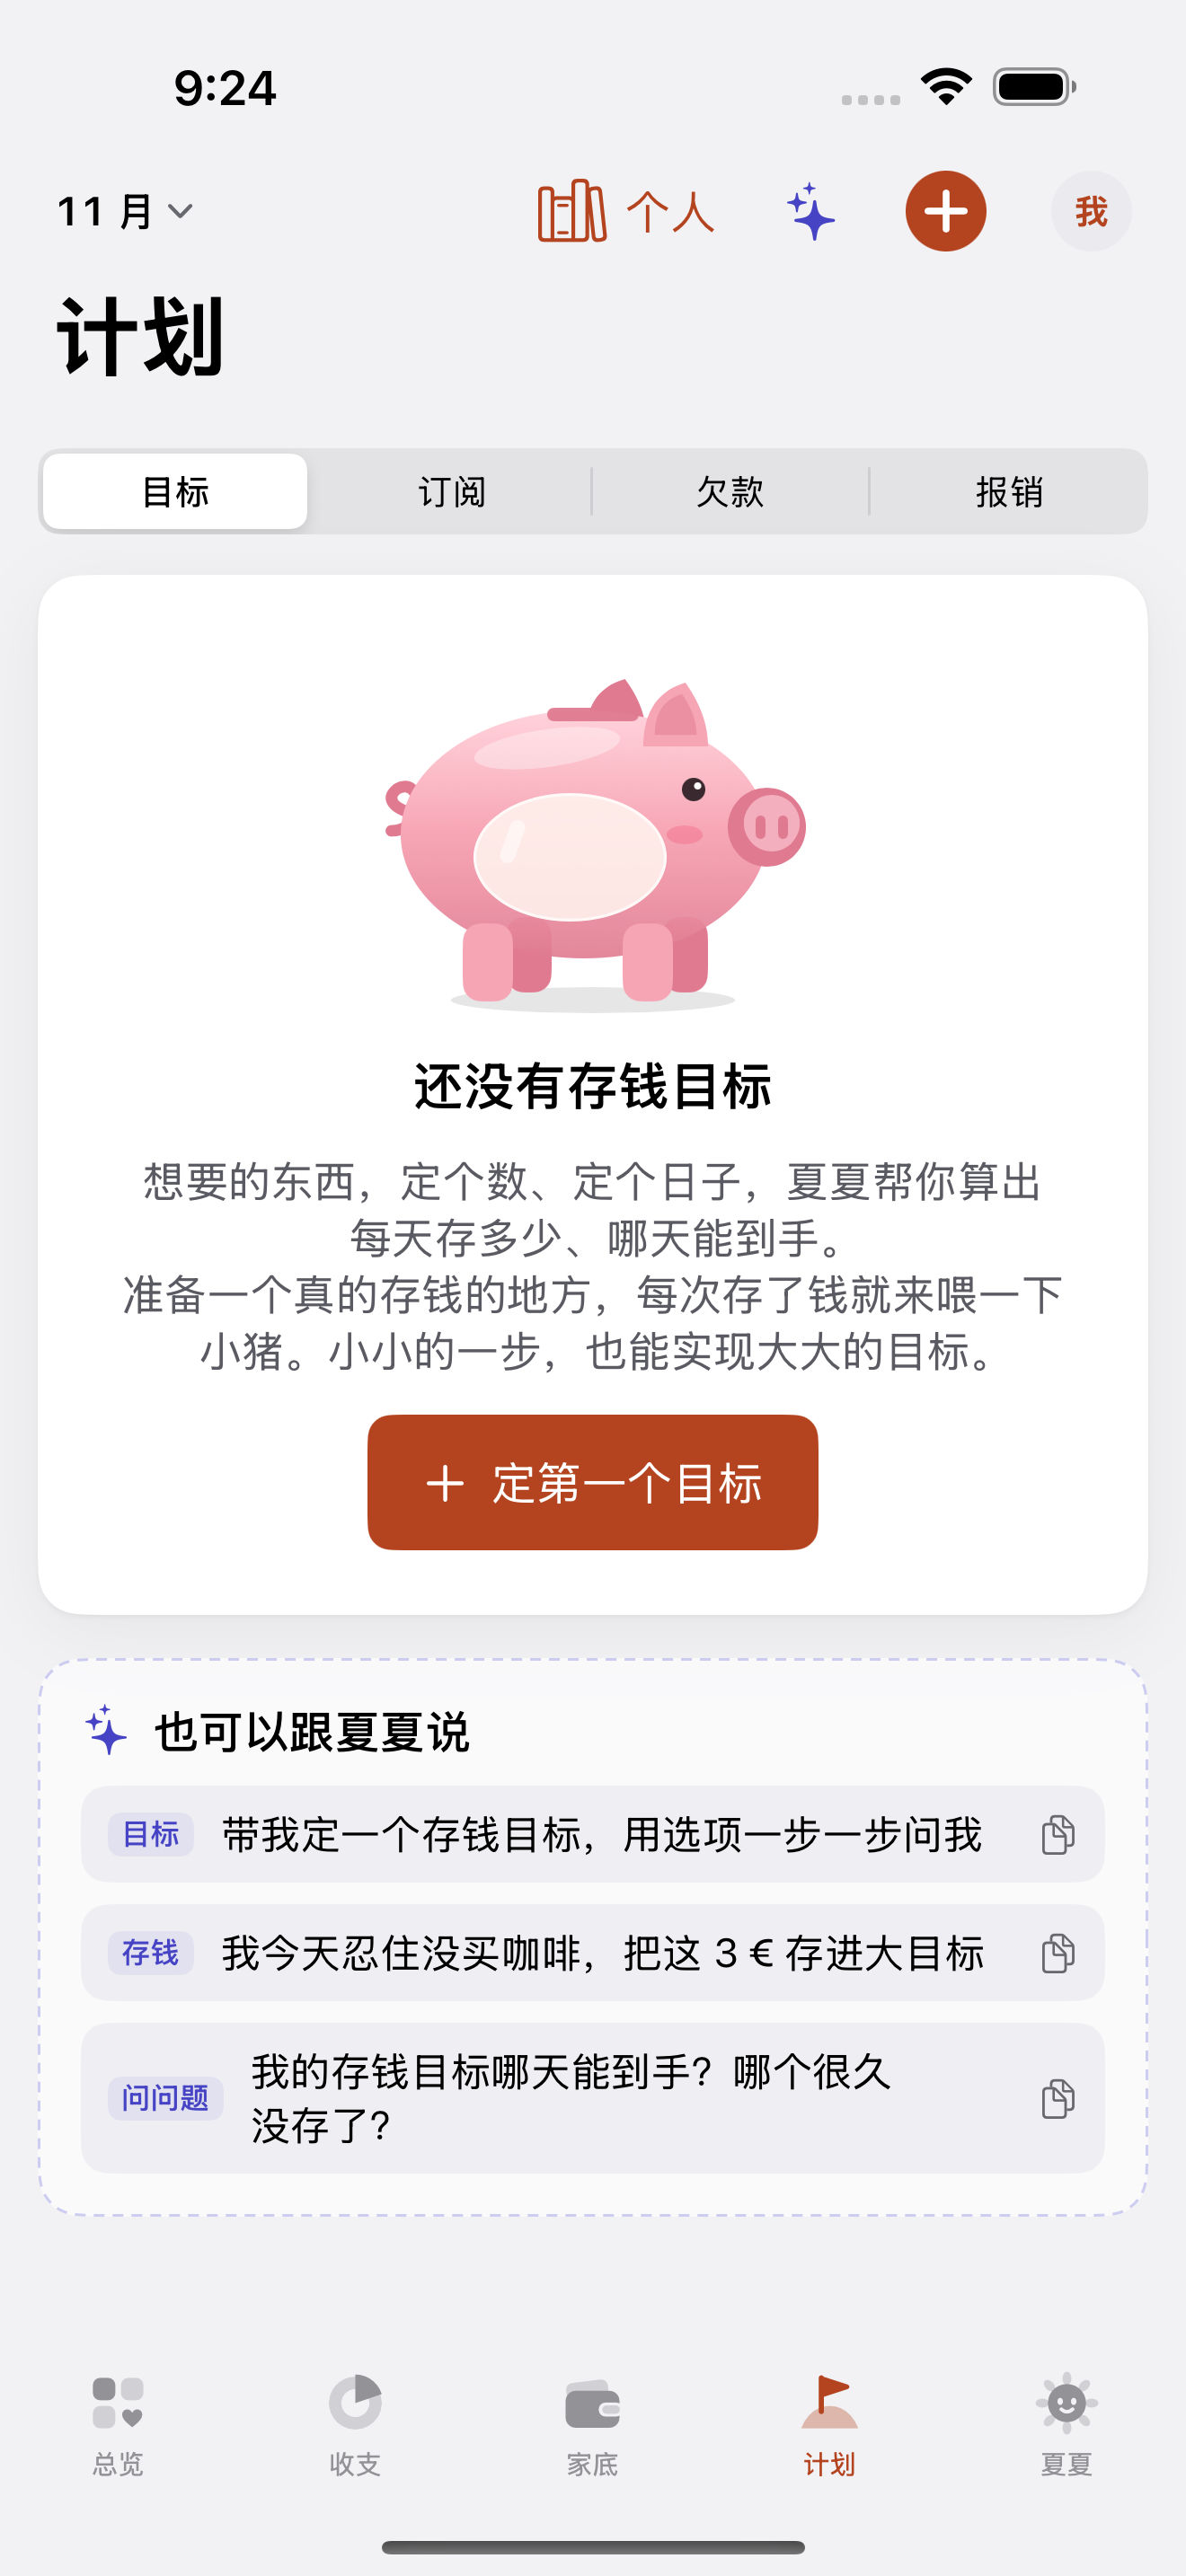 9:24
11 月
个人
我
计划
目标
订阅
欠款
报销
还没有存钱目标
想要的东西，定个数、定个日子，夏夏帮你算出
每天存多少、哪天能到手。
准备一个真的存钱的地方，每次存了钱就来喂一下
小猪。小小的一步，也能实现大大的目标。
定第一个目标
也可以跟夏夏说
目标 带我定一个存钱目标，用选项一步一步问我
存钱 我今天忍住没买咖啡，把这 3 € 存进大目标
问问题 我的存钱目标哪天能到手？哪个很久
没存了？
总览
收支
家底
计划
夏夏